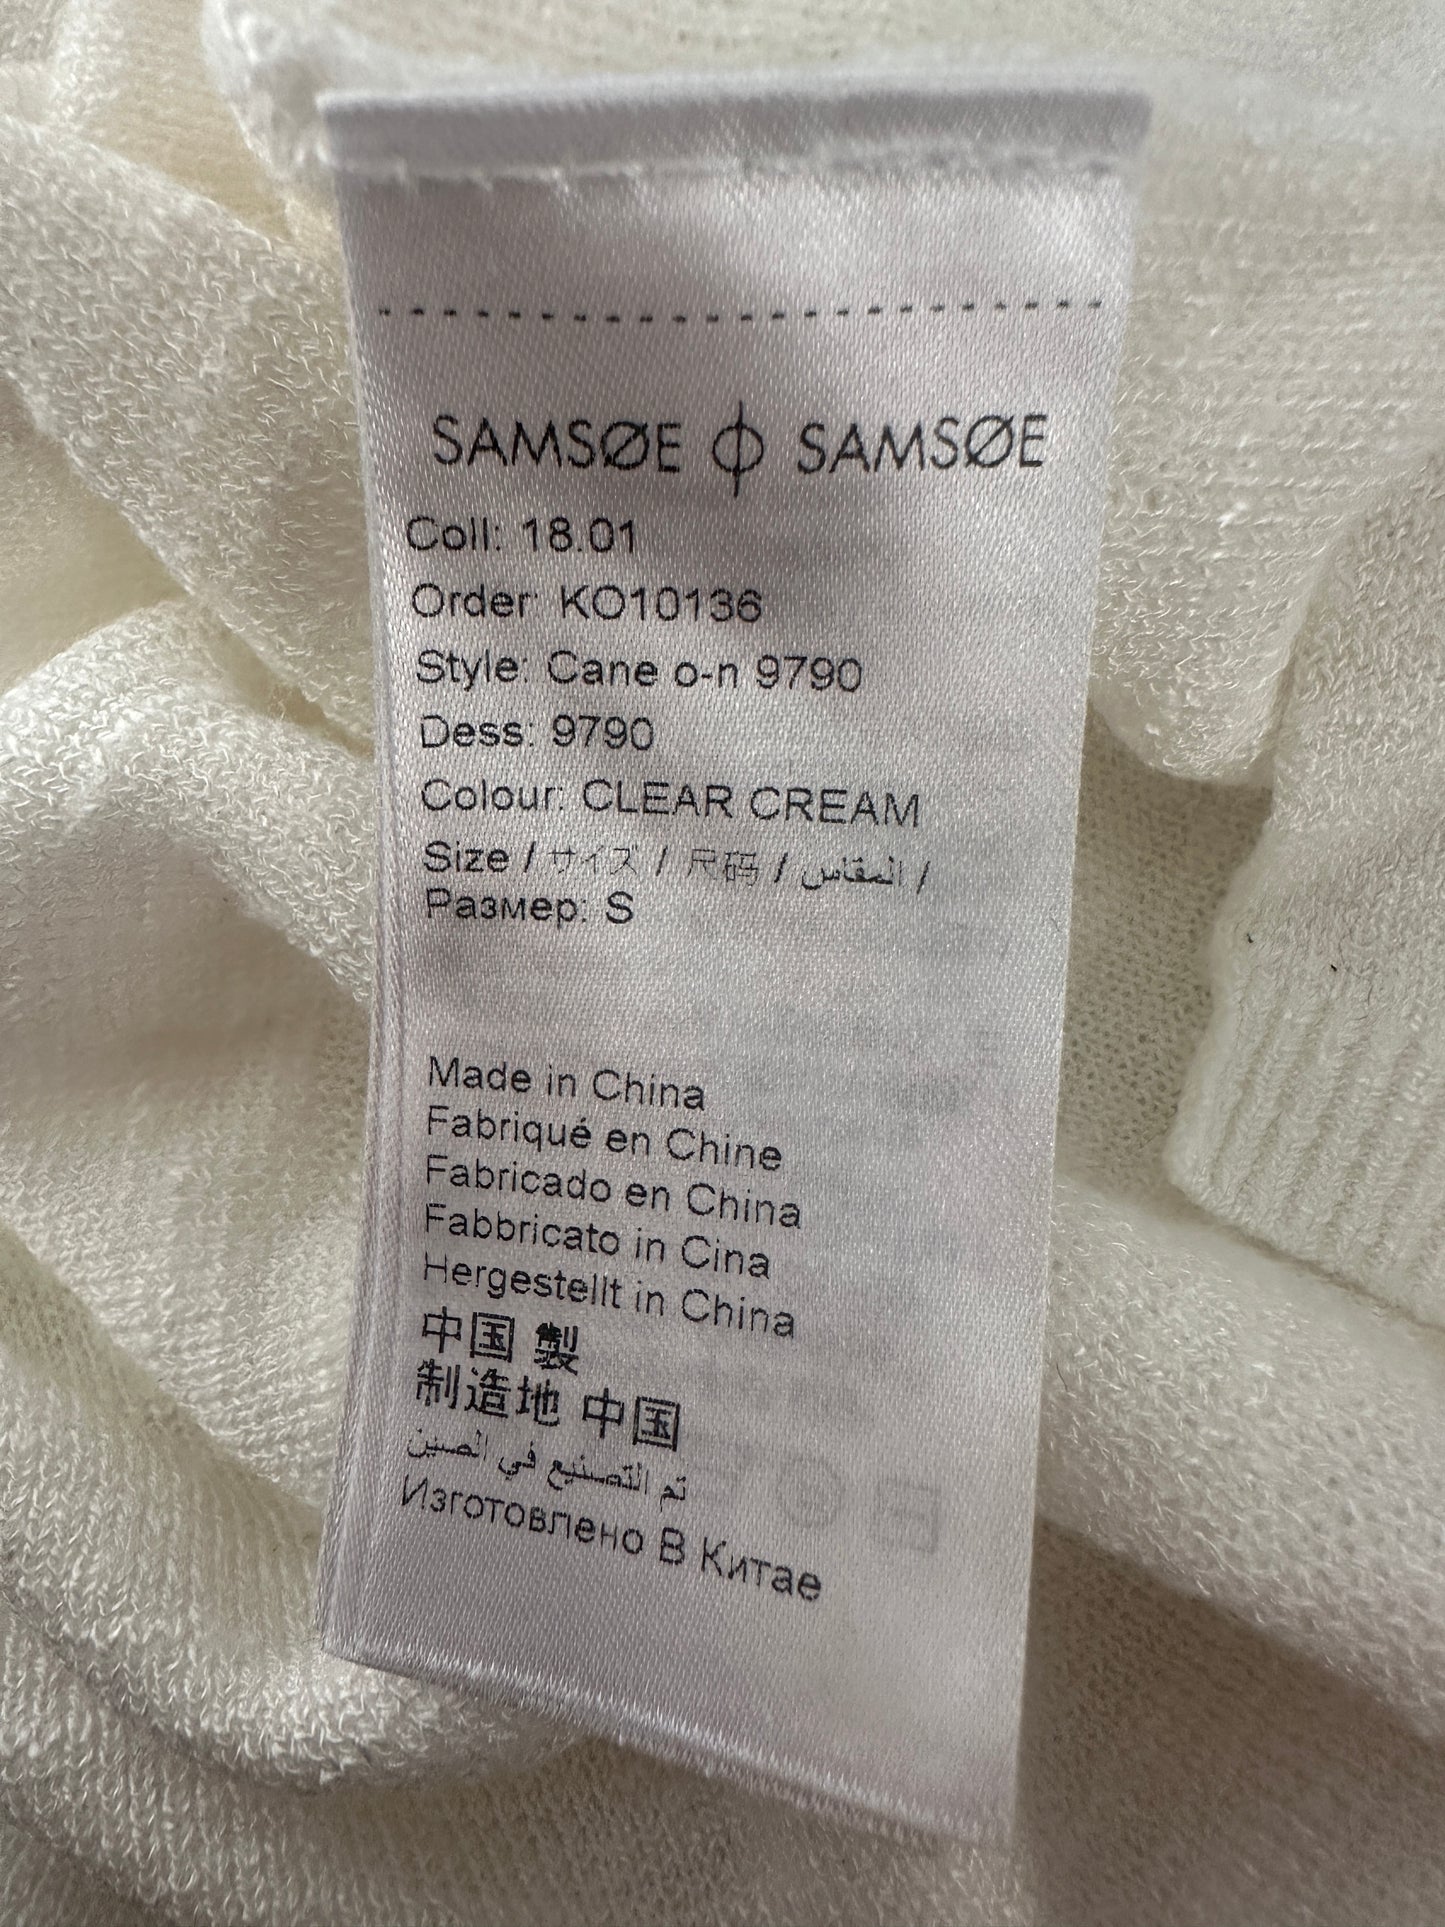 SAMSØE ϕ SAMSØE
Coll: 18.01
Order: KO10136
Style: Cane o-n 9790
Dess: 9790
Colour: CLEAR CREAM
Size / サイズ / 尺码 / المقاس /
Размер: S
Made in China
Fabriqué en Chine
Fabricado en China
Fabbricato in Cina
Hergestellt in China
中国 製
制造地 中国
تم التصنيع في الصين
Изготовлено В Китае